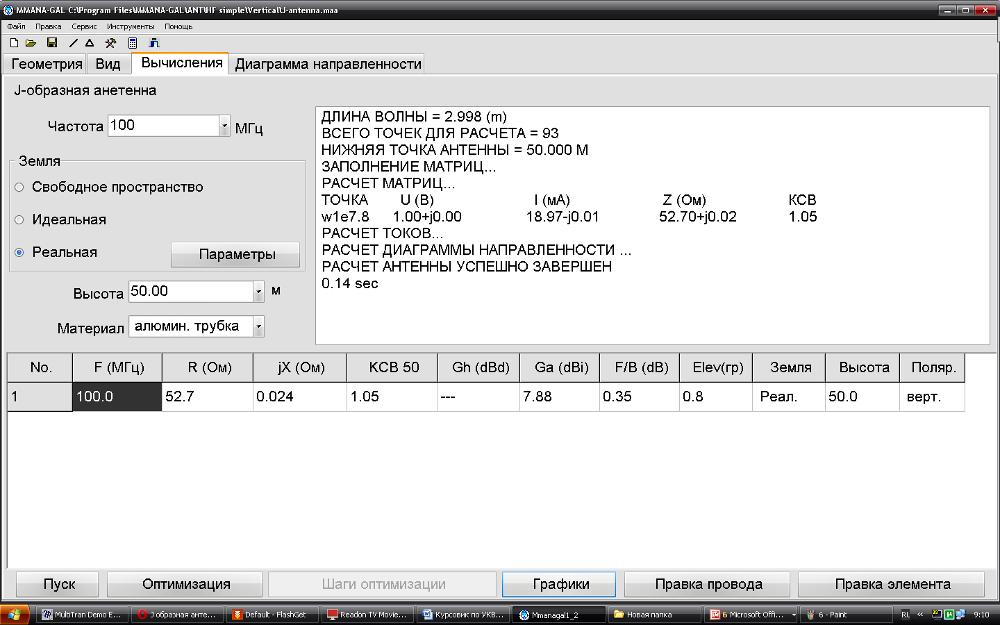 MMANA-GAL C:\Program Files\MMANA-GAL\ANT\HF simple\Vertical\J-antenna.maa
Файл Правка Сервис Инструменты Помощь
Геометрия Вид Вычисления Диаграмма направленности
J-образная анетенна
Частота 100 МГц
Земля
Свободное пространство
Идеальная
Реальная Параметры
Высота 50.00 м
Материал алюмин. трубка
ДЛИНА ВОЛНЫ = 2.998 (m)
ВСЕГО ТОЧЕК ДЛЯ РАСЧЕТА = 93
НИЖНЯЯ ТОЧКА АНТЕННЫ = 50.000 М
ЗАПОЛНЕНИЕ МАТРИЦ...
РАСЧЕТ МАТРИЦ...
ТОЧКА U (В) I (мА) Z (Ом) КСВ
w1e7.8 1.00+j0.00 18.97-j0.01 52.70+j0.02 1.05
РАСЧЕТ ТОКОВ...
РАСЧЕТ ДИАГРАММЫ НАПРАВЛЕННОСТИ ...
РАСЧЕТ АНТЕННЫ УСПЕШНО ЗАВЕРШЕН
0.14 sec
No. F (МГц) R (Ом) jX (Ом) КСВ 50 Gh (dBd) Ga (dBi) F/B (dB) Elev(гр) Земля Высота Поляр.
1 100.0 52.7 0.024 1.05 --- 7.88 0.35 0.8 Реал. 50.0 верт.
Пуск Оптимизация Шаги оптимизации Графики Правка провода Правка элемента
MultiTran Demo E... J образная анте... Default - FlashGet Readon TV Movie... Курсовик по УКВ... Mmanagal1_2 Новая папка 6 Microsoft Offi... 6 - Paint RL « 99 9:10